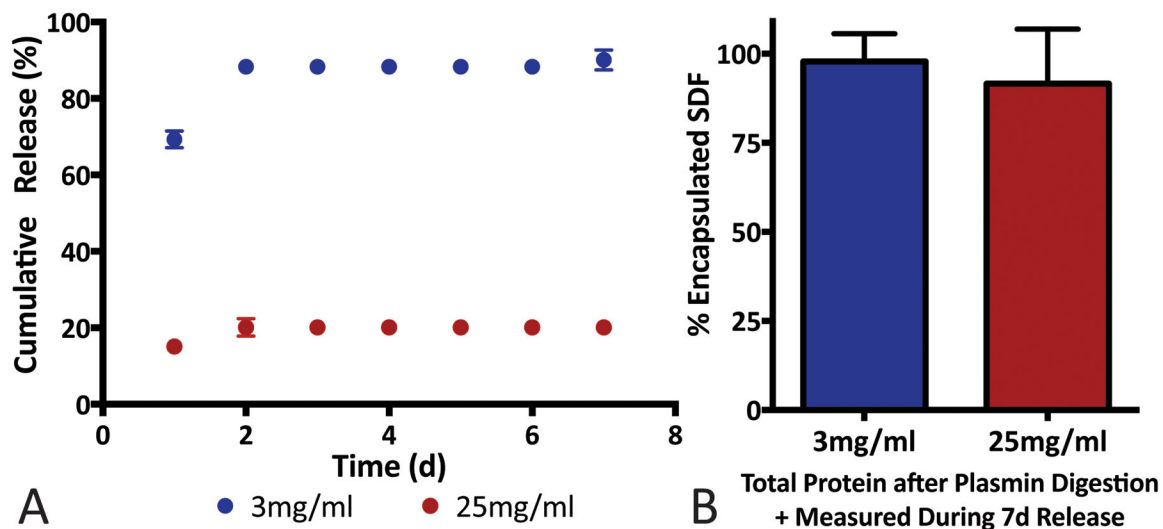 Cumulative Release (%)
100
80
60
40
20
0
0
2
4
6
8
Time (d)
A
3mg/ml
25mg/ml
% Encapsulated SDF
100
75
50
25
0
3mg/ml
25mg/ml
B
Total Protein after Plasmin Digestion
+ Measured During 7d Release